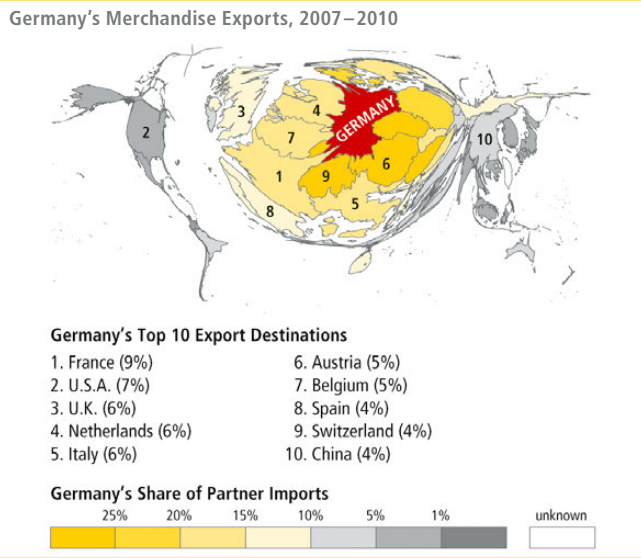 Germany's Merchandise Exports, 2007–2010
GERMANY
1
2
3
4
5
6
7
8
9
10
Germany's Top 10 Export Destinations
1. France (9%)
2. U.S.A. (7%)
3. U.K. (6%)
4. Netherlands (6%)
5. Italy (6%)
6. Austria (5%)
7. Belgium (5%)
8. Spain (4%)
9. Switzerland (4%)
10. China (4%)
Germany's Share of Partner Imports
25% 20% 15% 10% 5% 1% unknown